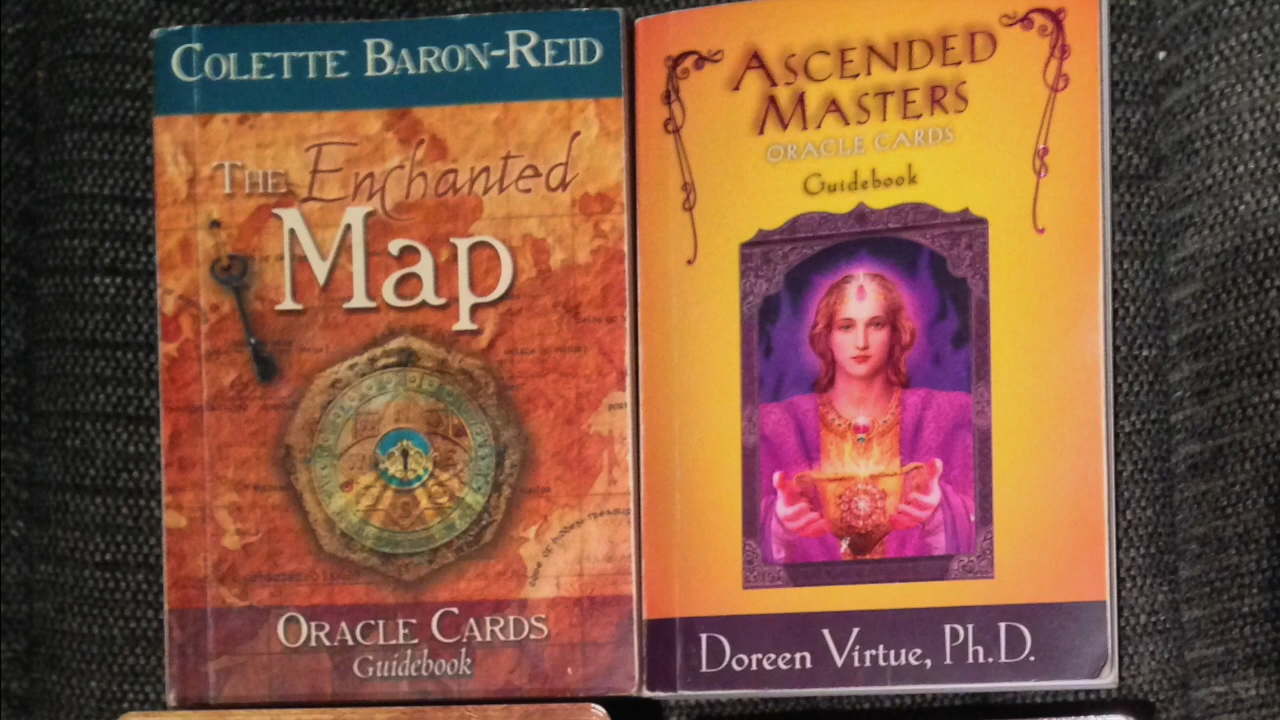 COLETTE BARON-REID
THE Enchanted
Map
ORACLE CARDS
Guidebook
ASCENDED
MASTERS
ORACLE CARDS
Guidebook
Doreen Virtue, Ph.D.